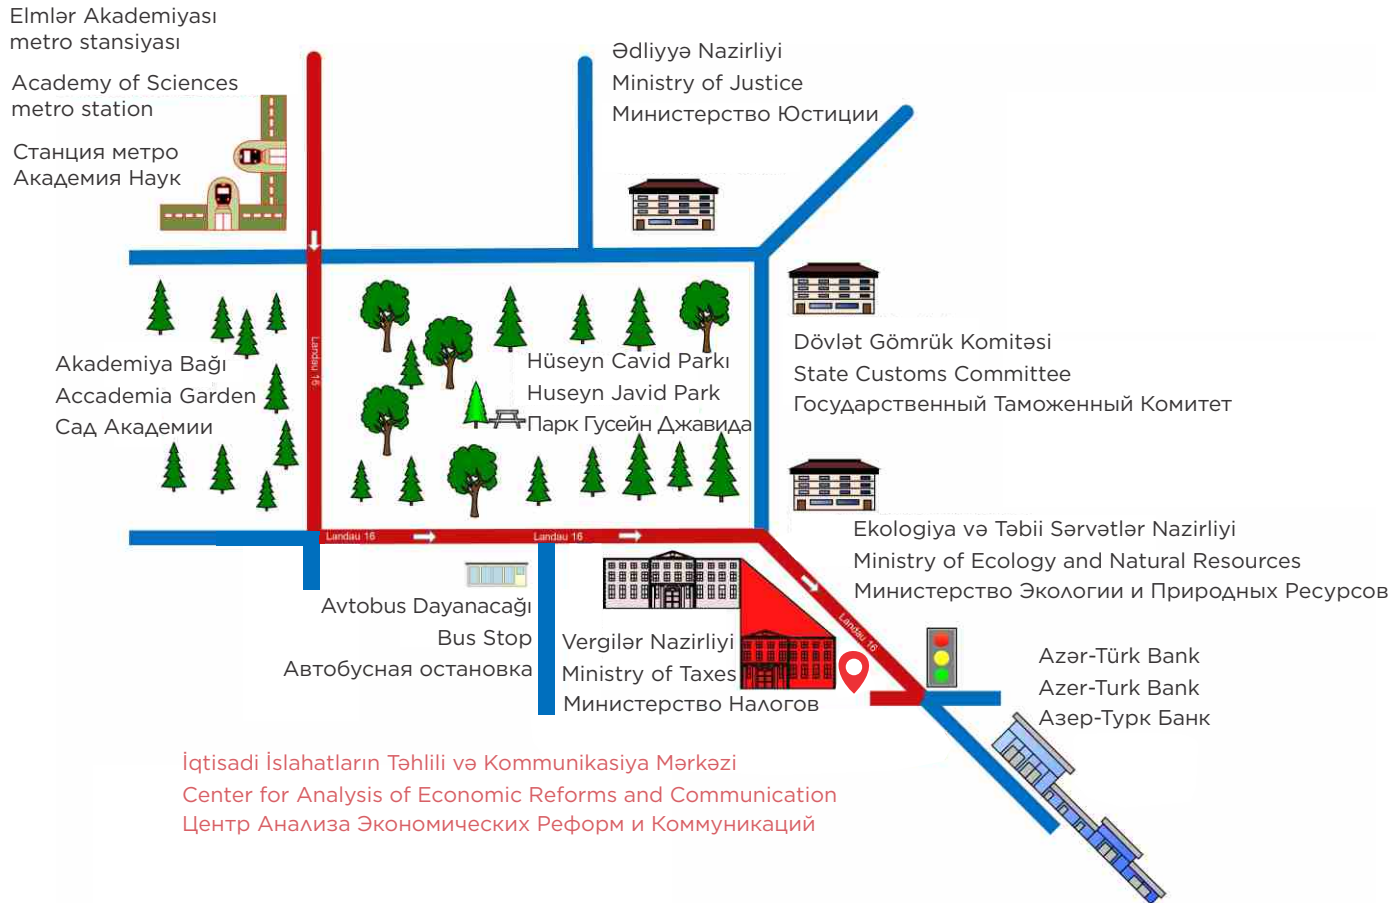 Elmlər Akademiyası
metro stansiyası
Academy of Sciences
metro station
Станция метро
Академия Наук
Ədliyyə Nazirliyi
Ministry of Justice
Министерство Юстиции
Landau 16
Akademiya Bağı
Accademia Garden
Сад Академии
Hüseyn Cavid Parkı
Huseyn Javid Park
Парк Гусейн Джавида
Dövlət Gömrük Komitəsi
State Customs Committee
Государственный Таможенный Комитет
Landau 16
Landau 16
Ekologiya və Təbii Sərvətlər Nazirliyi
Ministry of Ecology and Natural Resources
Министерство Экологии и Природных Ресурсов
Avtobus Dayanacağı
Bus Stop
Автобусная остановка
Vergilər Nazirliyi
Ministry of Taxes
Министерство Налогов
Landau 16
Azər-Türk Bank
Azer-Turk Bank
Азер-Турк Банк
İqtisadi İslahatların Təhlili və Kommunikasiya Mərkəzi
Center for Analysis of Economic Reforms and Communication
Центр Анализа Экономических Реформ и Коммуникаций